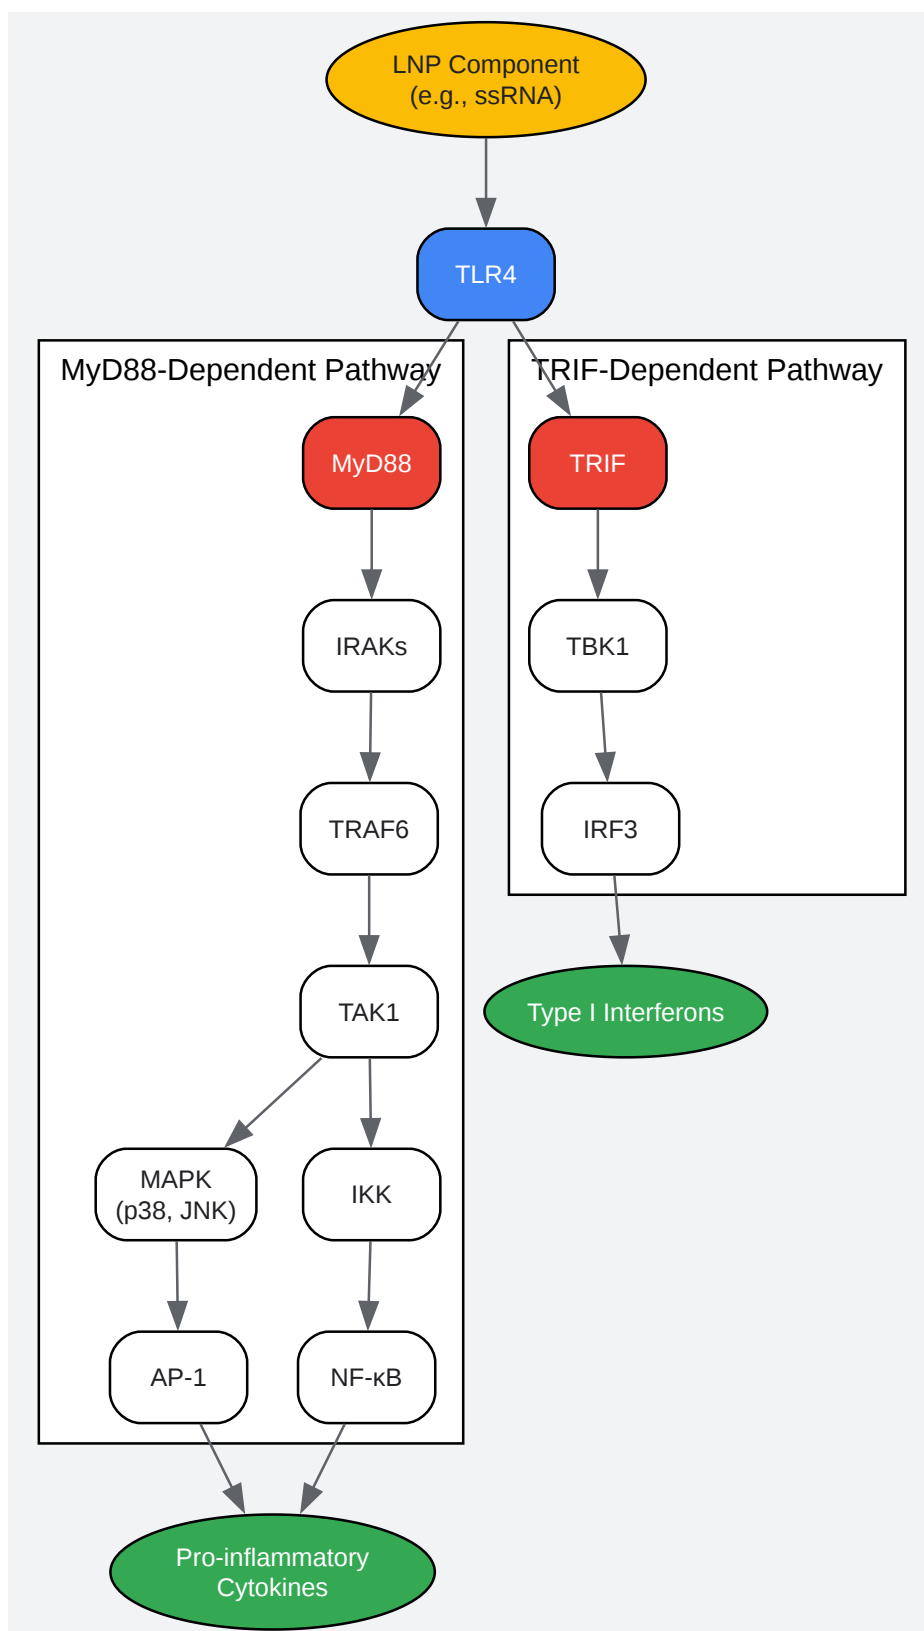 LNP Component
(e.g., ssRNA)
TLR4
MyD88-Dependent Pathway
TRIF-Dependent Pathway
MyD88
TRIF
IRAKs
TBK1
TRAF6
IRF3
TAK1
Type I Interferons
MAPK
(p38, JNK)
IKK
AP-1
NF-κB
Pro-inflammatory
Cytokines